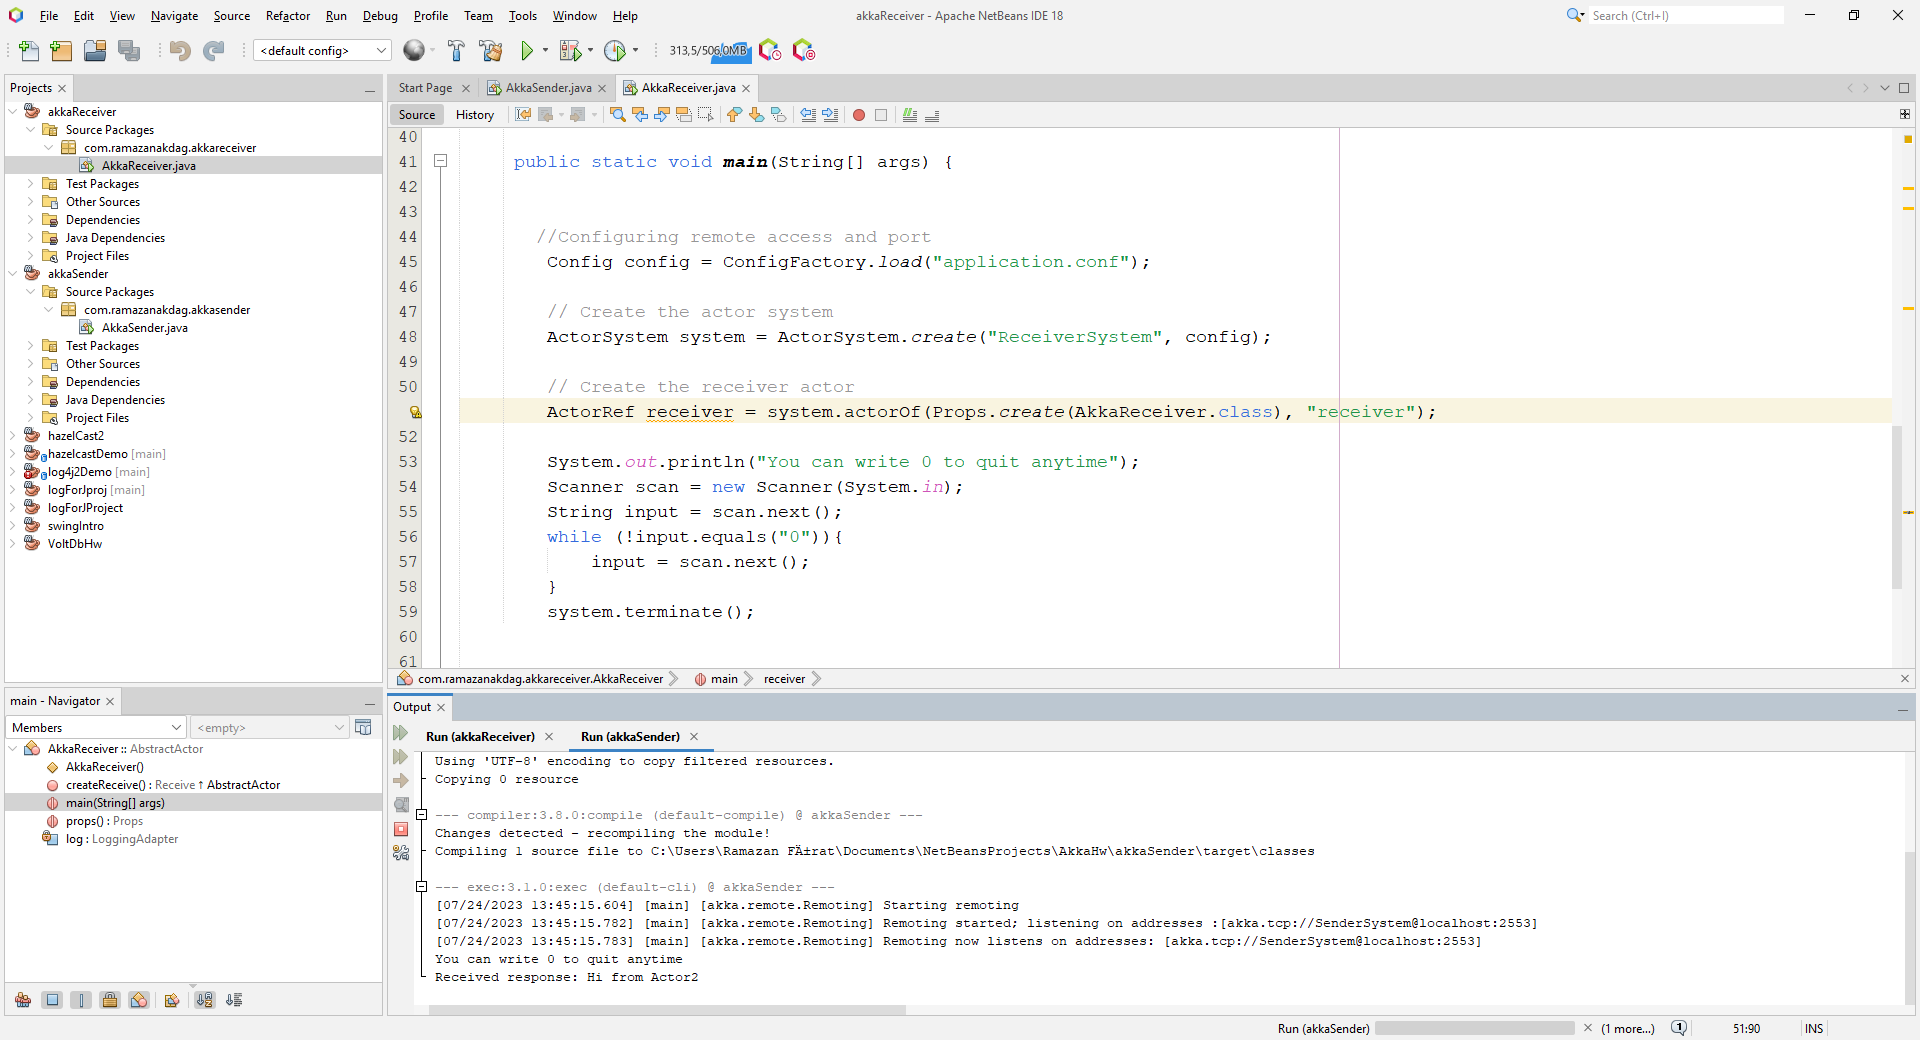 File Edit View Navigate Source Refactor Run Debug Profile Team Tools Window Help
akkaReceiver - Apache NetBeans IDE 18
Search (Ctrl+I)
<default config>
313,5/506,0MB
Projects
akkaReceiver
Source Packages
com.ramazanakdag.akkareceiver
AkkaReceiver.java
Test Packages
Other Sources
Dependencies
Java Dependencies
Project Files
akkaSender
Source Packages
com.ramazanakdag.akkasender
AkkaSender.java
Test Packages
Other Sources
Dependencies
Java Dependencies
Project Files
hazelCast2
hazelcastDemo [main]
log4j2Demo [main]
logForJproj [main]
logForJProject
swingIntro
VoltDbHw
Start Page AkkaSender.java AkkaReceiver.java
Source History
40
41 public static void main(String[] args) {
42
43
44 //Configuring remote access and port
45 Config config = ConfigFactory.load("application.conf");
46
47 // Create the actor system
48 ActorSystem system = ActorSystem.create("ReceiverSystem", config);
49
50 // Create the receiver actor
ActorRef receiver = system.actorOf(Props.create(AkkaReceiver.class), "receiver");
52
53 System.out.println("You can write 0 to quit anytime");
54 Scanner scan = new Scanner(System.in);
55 String input = scan.next();
56 while (!input.equals("0")){
57 input = scan.next();
58 }
59 system.terminate();
60
61
com.ramazanakdag.akkareceiver.AkkaReceiver main receiver
main - Navigator
Members <empty>
AkkaReceiver :: AbstractActor
AkkaReceiver()
createReceive() : Receive ↑ AbstractActor
main(String[] args)
props() : Props
log : LoggingAdapter
Output
Run (akkaReceiver) Run (akkaSender)
Using 'UTF-8' encoding to copy filtered resources.
Copying 0 resource
--- compiler:3.8.0:compile (default-compile) @ akkaSender ---
Changes detected - recompiling the module!
Compiling 1 source file to C:\Users\Ramazan FÄ±rat\Documents\NetBeansProjects\AkkaHw\akkaSender\target\classes
--- exec:3.1.0:exec (default-cli) @ akkaSender ---
[07/24/2023 13:45:15.604] [main] [akka.remote.Remoting] Starting remoting
[07/24/2023 13:45:15.782] [main] [akka.remote.Remoting] Remoting started; listening on addresses :[akka.tcp://SenderSystem@localhost:2553]
[07/24/2023 13:45:15.783] [main] [akka.remote.Remoting] Remoting now listens on addresses: [akka.tcp://SenderSystem@localhost:2553]
You can write 0 to quit anytime
Received response: Hi from Actor2
Run (akkaSender) (1 more...) 1 51:90 INS